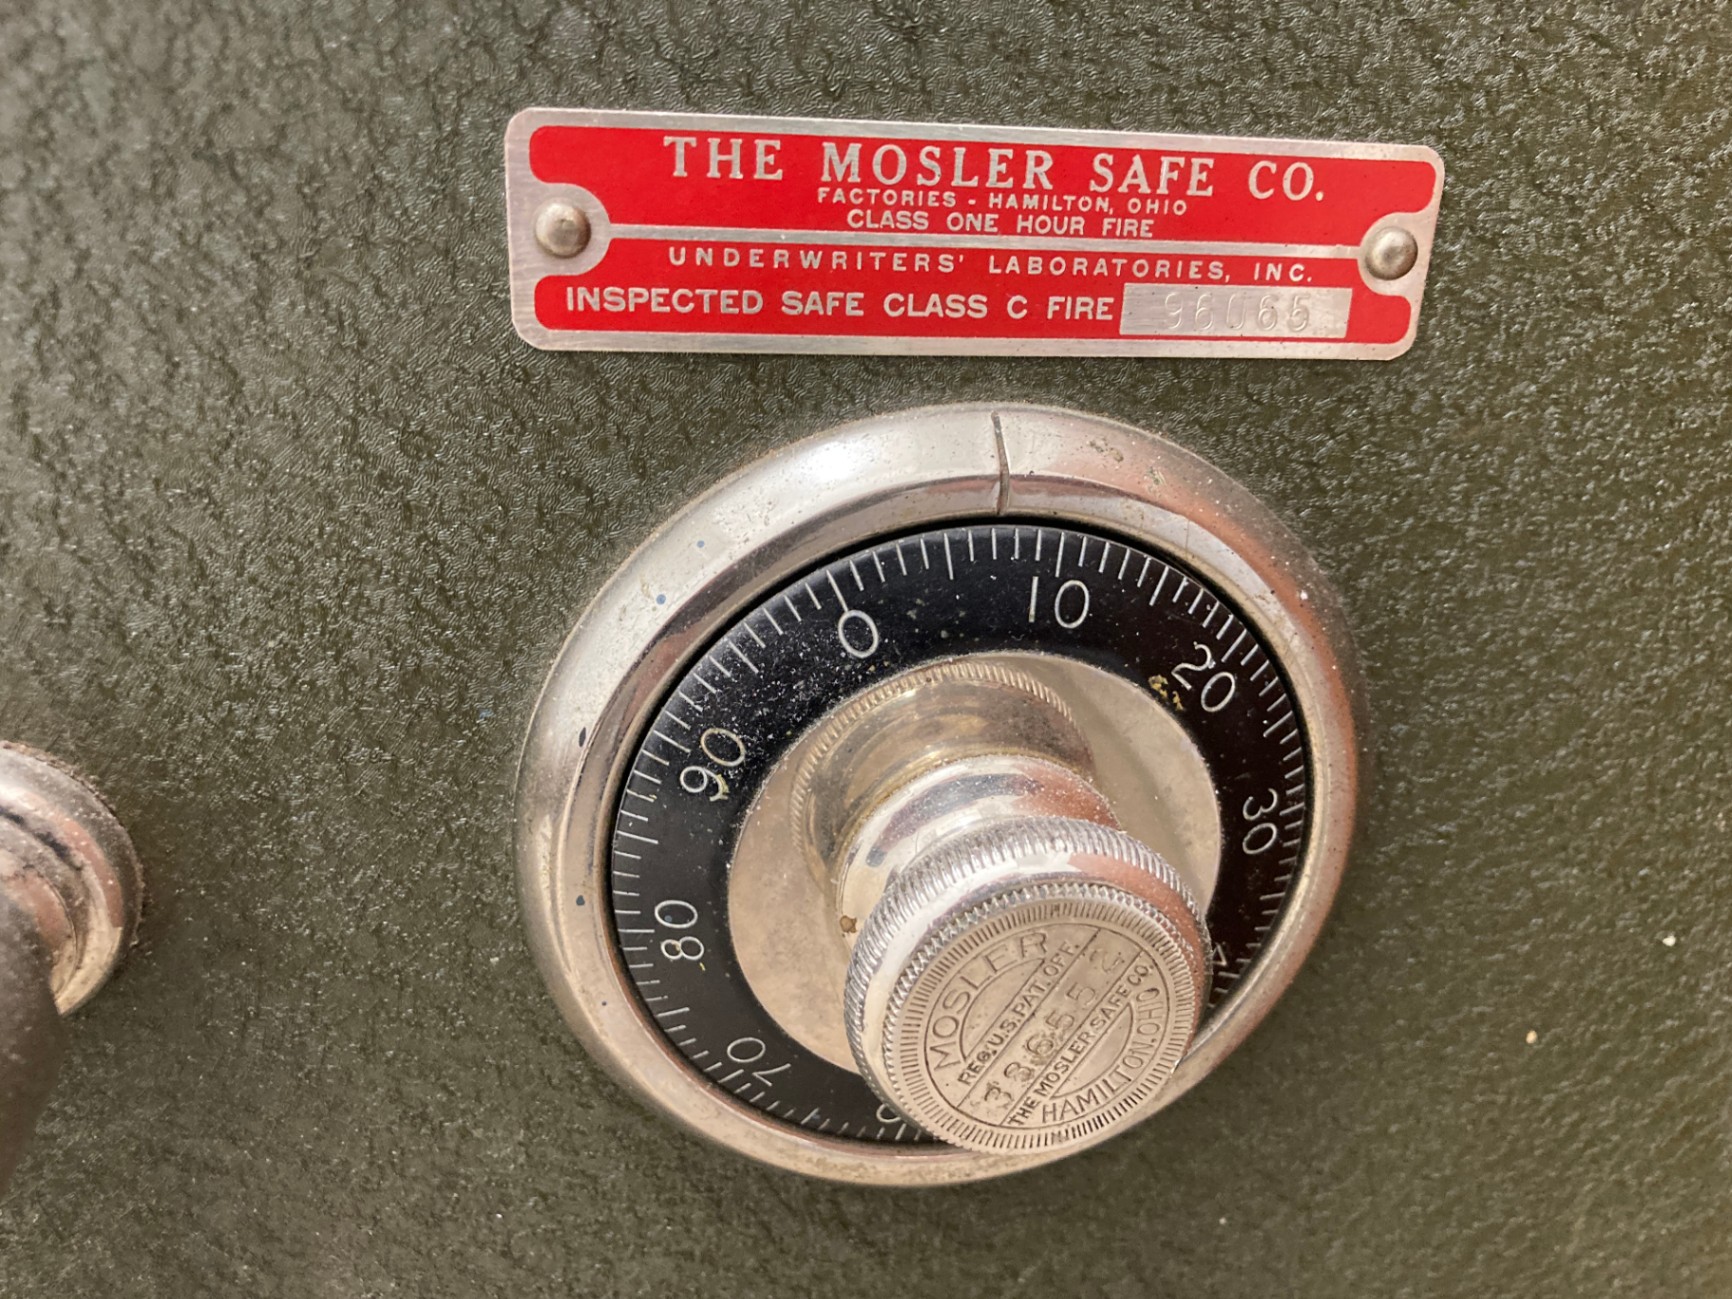 THE MOSLER SAFE CO.
FACTORIES - HAMILTON, OHIO
CLASS ONE HOUR FIRE
UNDERWRITERS' LABORATORIES, INC.
INSPECTED SAFE CLASS C FIRE 96065
0
10
20
30
70
80
90
MOSLER
REG. U.S. PAT. OFF.
THE MOSLER SAFE CO.
HAMILTON, OHIO